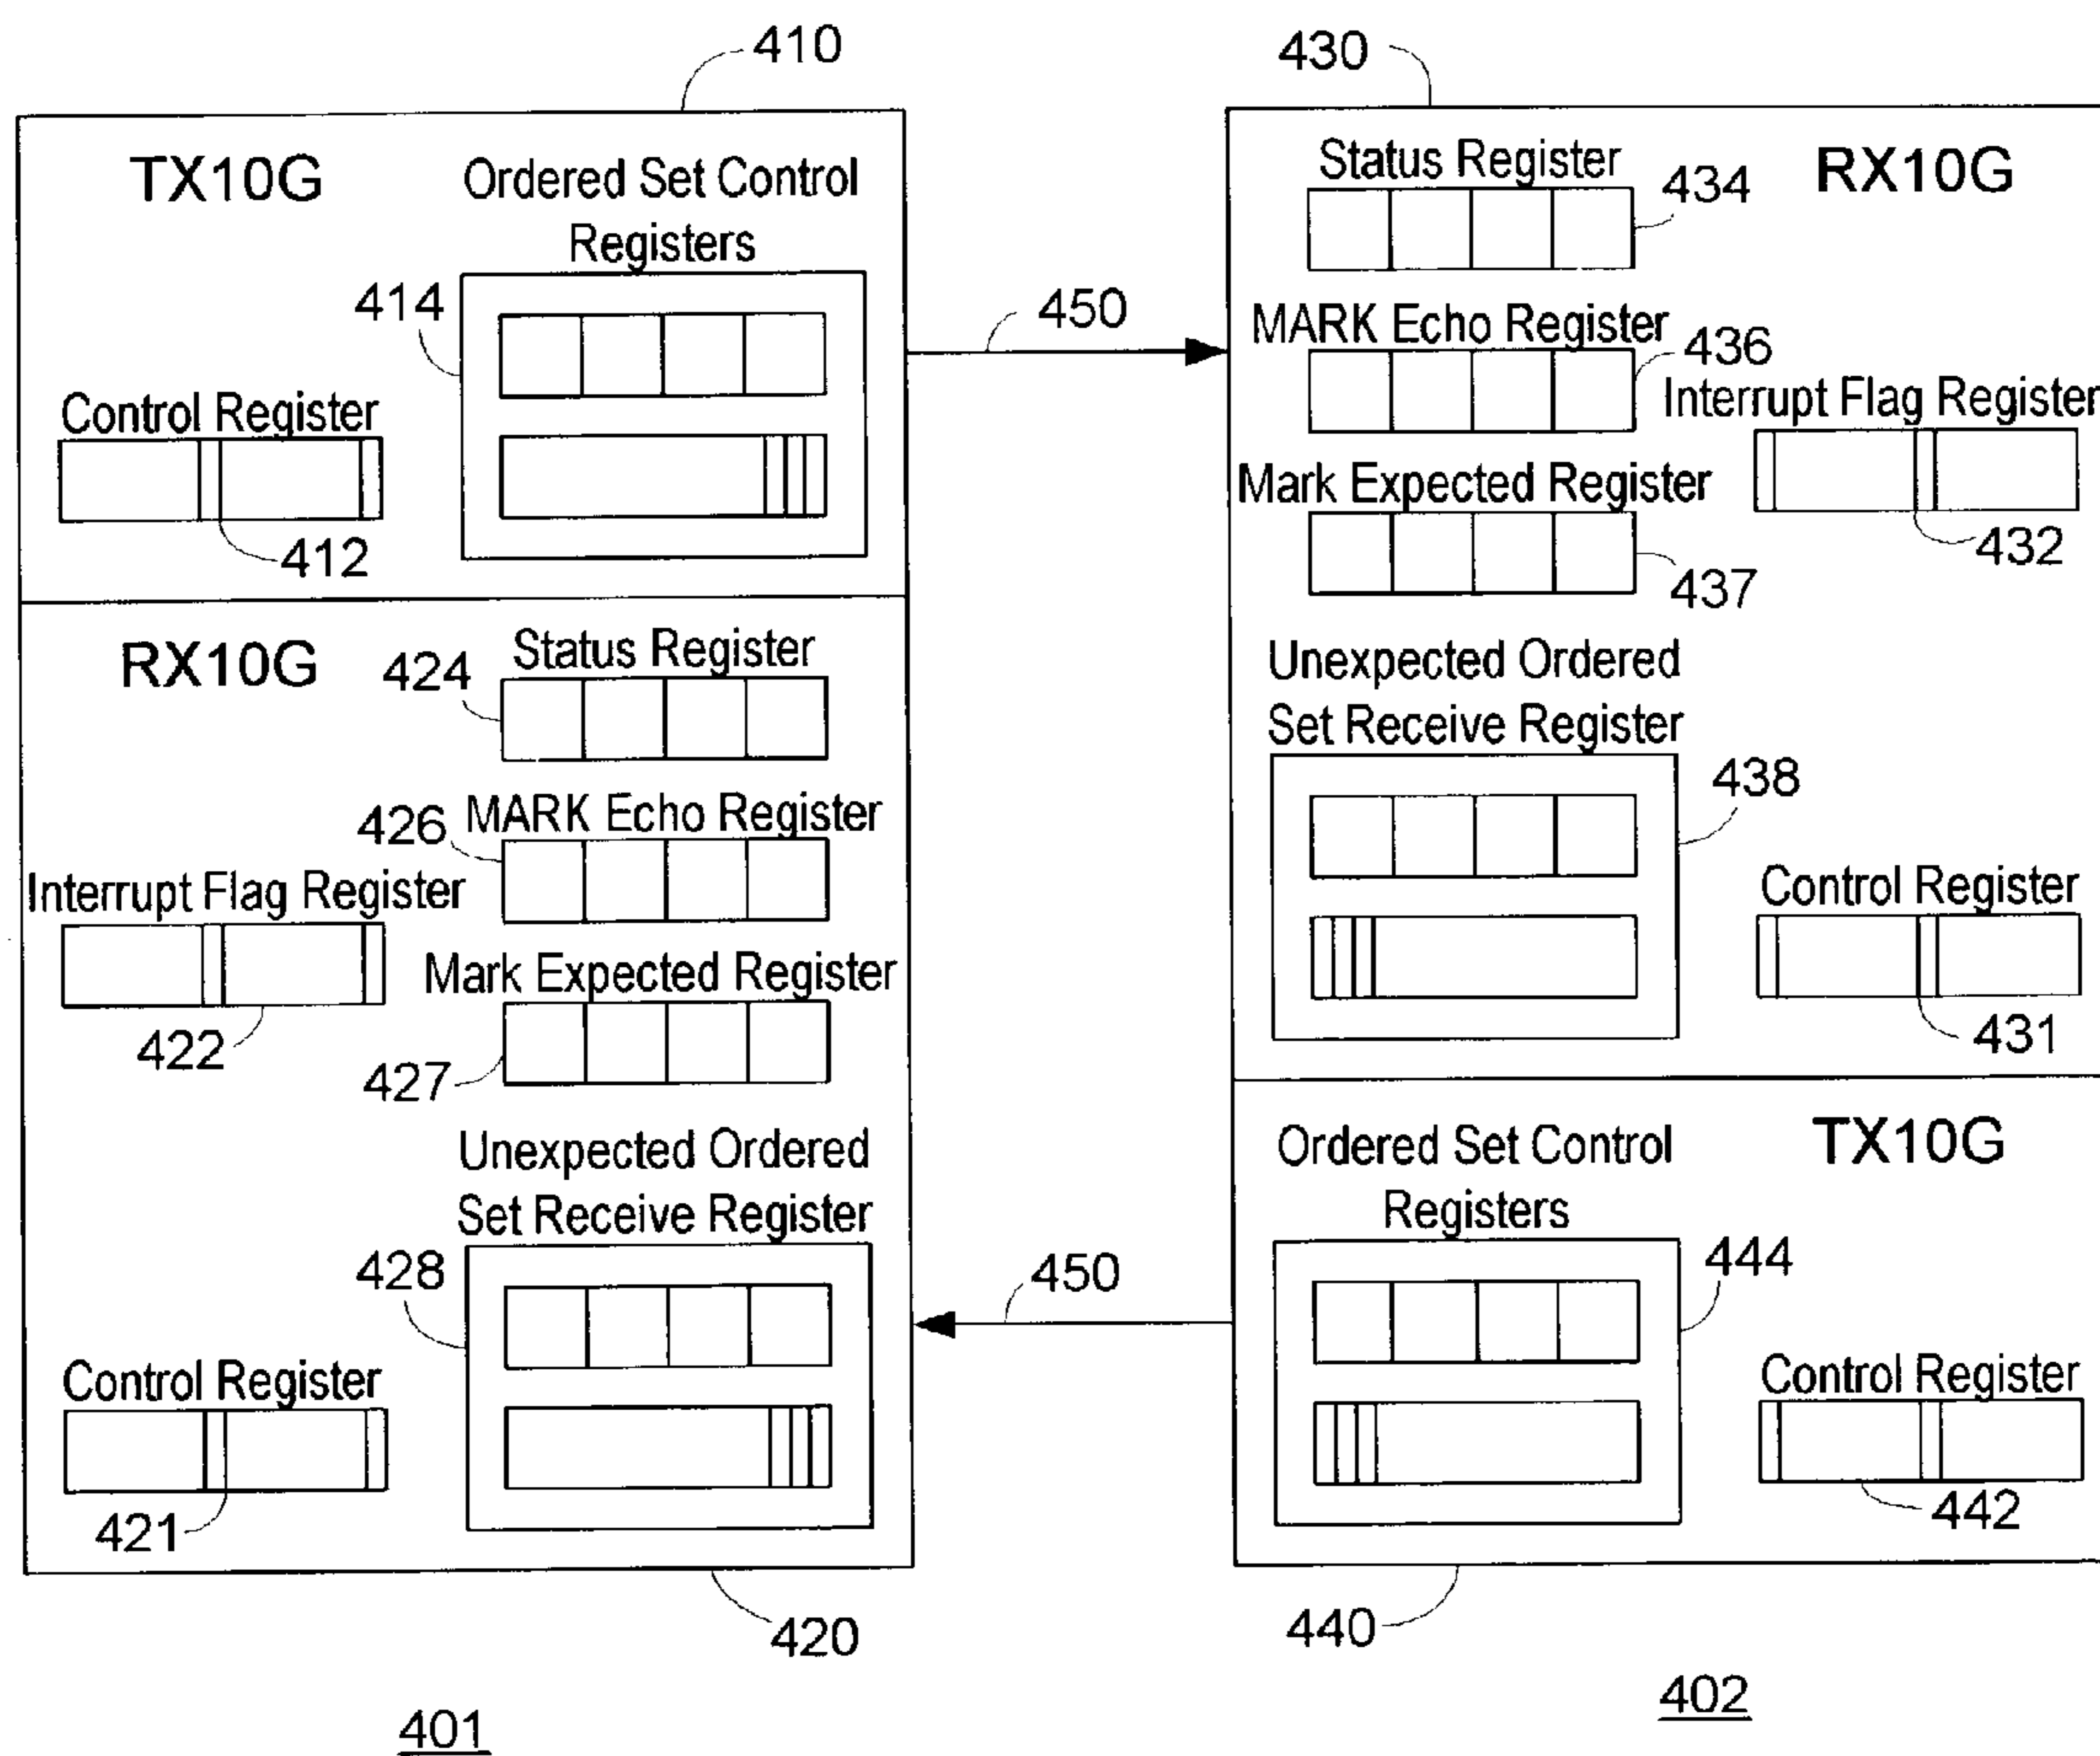 410
TX10G
Ordered Set Control
Registers
414
Control Register
412
RX10G
Status Register
424
MARK Echo Register
426
Interrupt Flag Register
422
Mark Expected Register
427
Unexpected Ordered
Set Receive Register
428
Control Register
421
420
401
450
450
430
Status Register
434
RX10G
MARK Echo Register
436
Interrupt Flag Register
432
Mark Expected Register
437
Unexpected Ordered
Set Receive Register
438
Control Register
431
Ordered Set Control
Registers
TX10G
444
Control Register
442
440
402